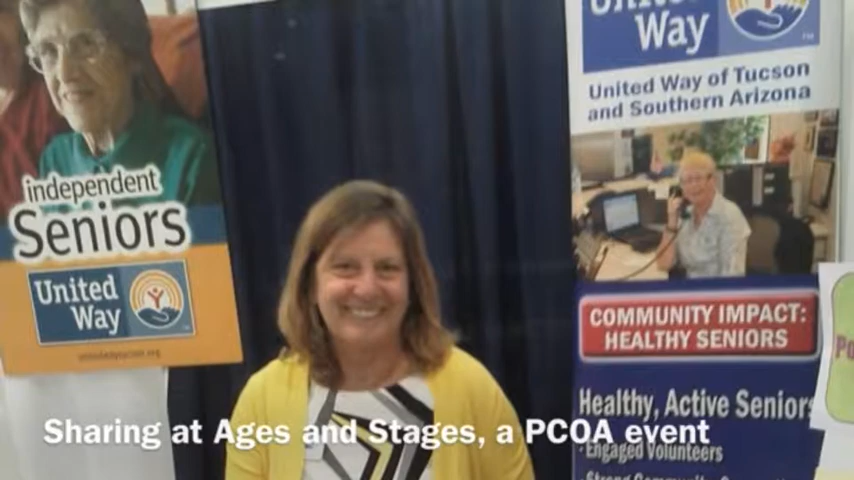 independent
Seniors
United
Way
unitedwaytucson.org
United
Way
United Way of Tucson
and Southern Arizona
COMMUNITY IMPACT:
HEALTHY SENIORS
Healthy, Active Seniors
· Engaged Volunteers
Sharing at Ages and Stages, a PCOA event